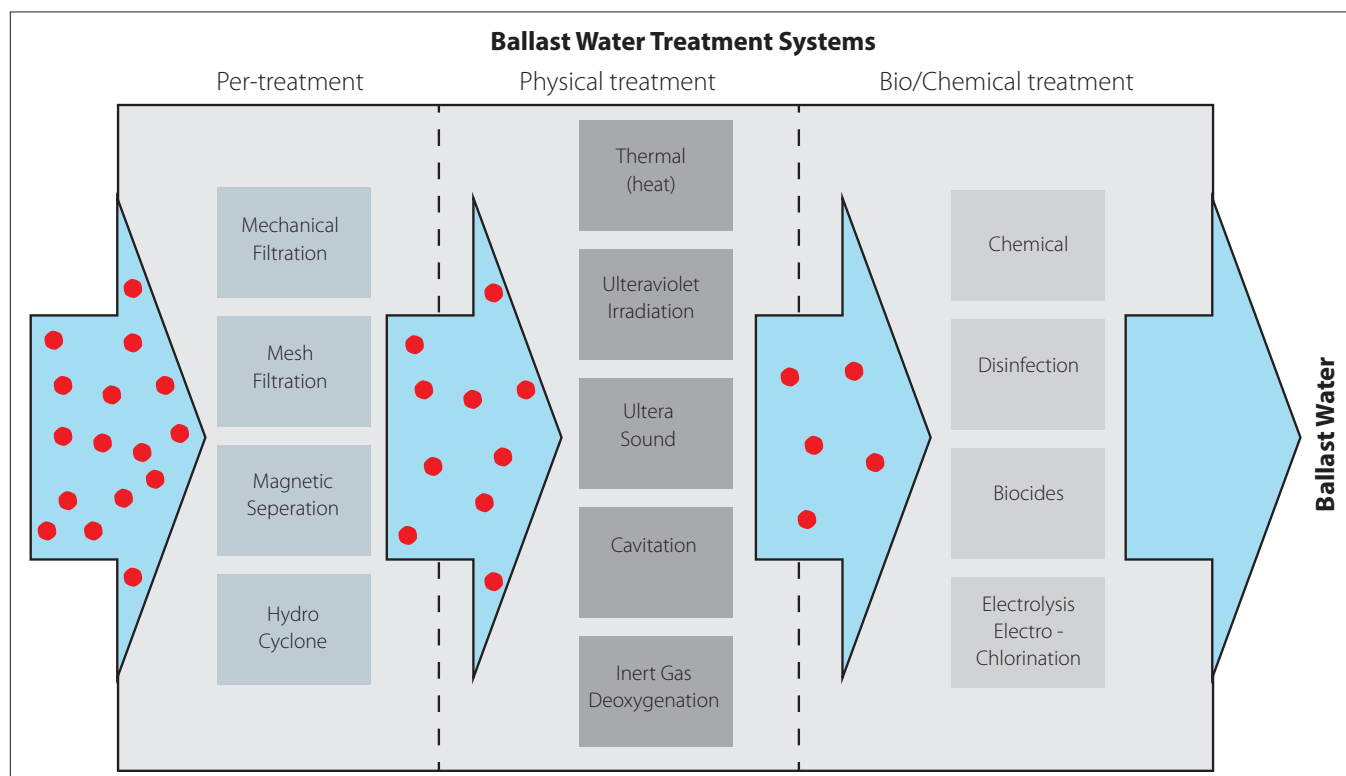 Ballast Water Treatment Systems
Per-treatment
Physical treatment
Bio/Chemical treatment
Mechanical
Filtration
Mesh
Filtration
Magnetic
Seperation
Hydro
Cyclone
Thermal
(heat)
Ulteraviolet
Irradiation
Ultera
Sound
Cavitation
Inert Gas
Deoxygenation
Chemical
Disinfection
Biocides
Electrolysis
Electro -
Chlorination
Ballast Water